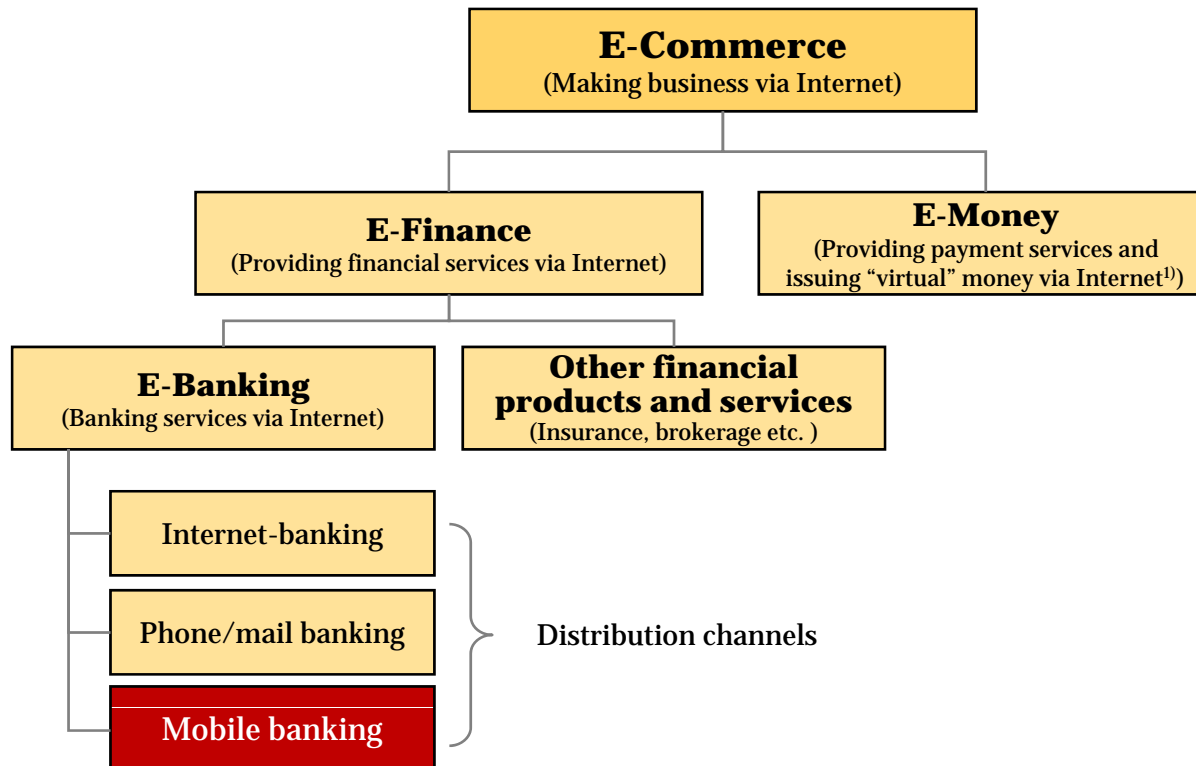 E-Commerce
(Making business via Internet)
E-Finance
(Providing financial services via Internet)
E-Money
(Providing payment services and
issuing “virtual” money via Internet¹⁾)
E-Banking
(Banking services via Internet)
Other financial
products and services
(Insurance, brokerage etc. )
Internet-banking
Phone/mail banking
Mobile banking
Distribution channels